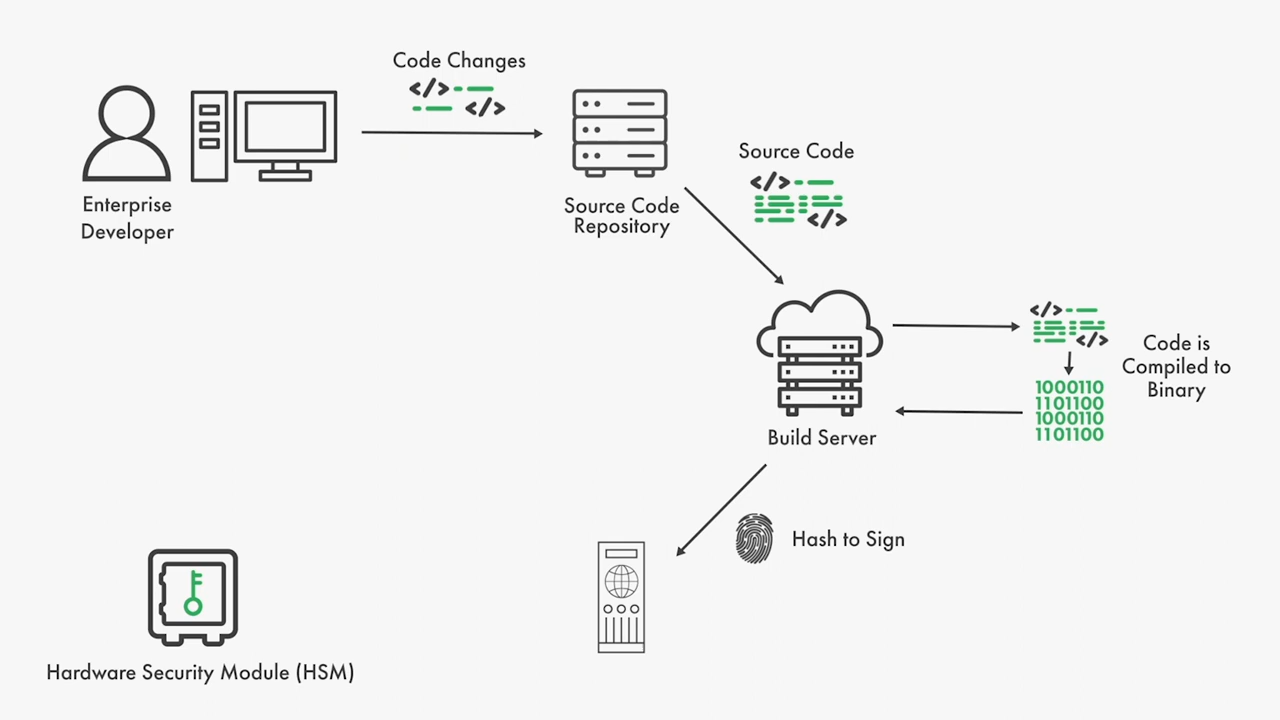 Code Changes
</>
</>
Enterprise
Developer
Source Code
Repository
Source Code
</>
</>
</>
</>
Code is
Compiled to
Binary
1000110
1101100
1000110
1101100
Build Server
Hash to Sign
Hardware Security Module (HSM)